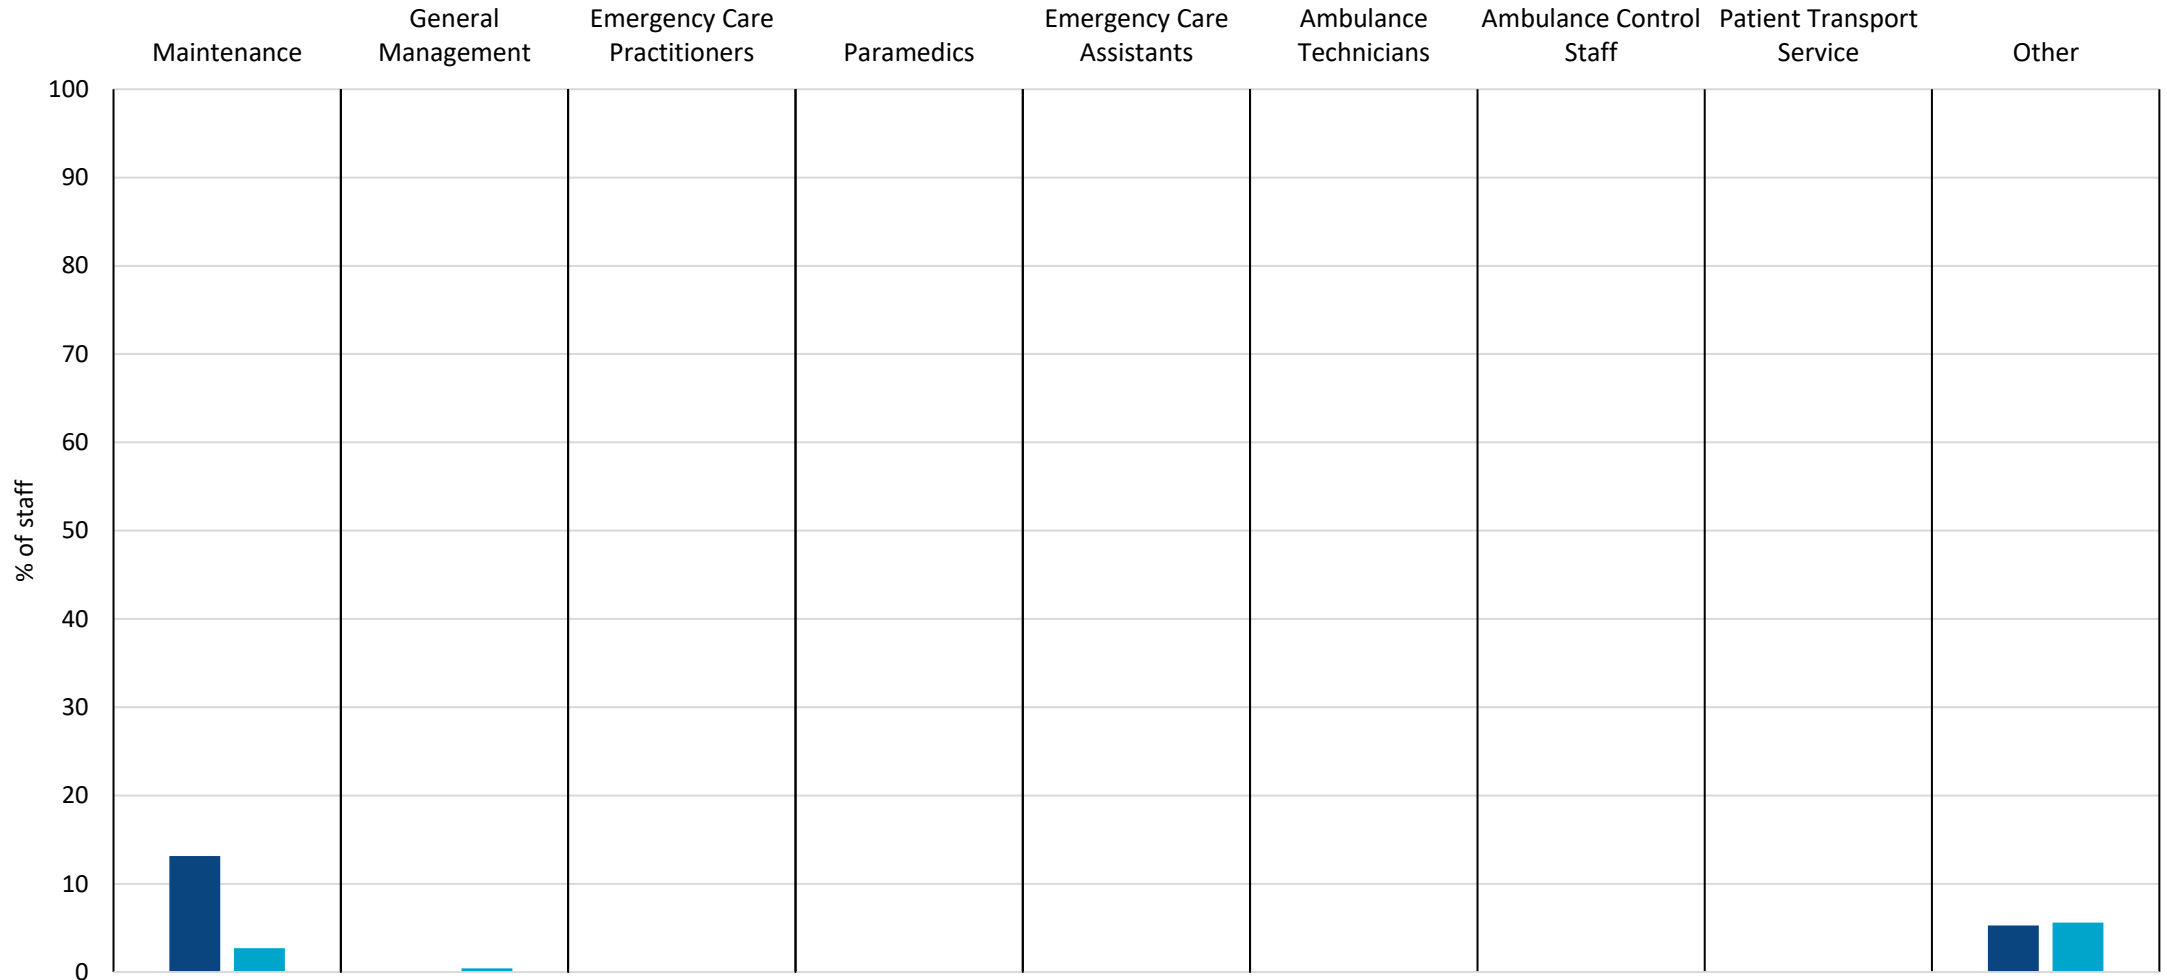 Maintenance
General
Management
Emergency Care
Practitioners
Paramedics
Emergency Care
Assistants
Ambulance
Technicians
Ambulance Control
Staff
Patient Transport
Service
Other
100
90
80
70
60
50
40
30
20
10
0
% of staff